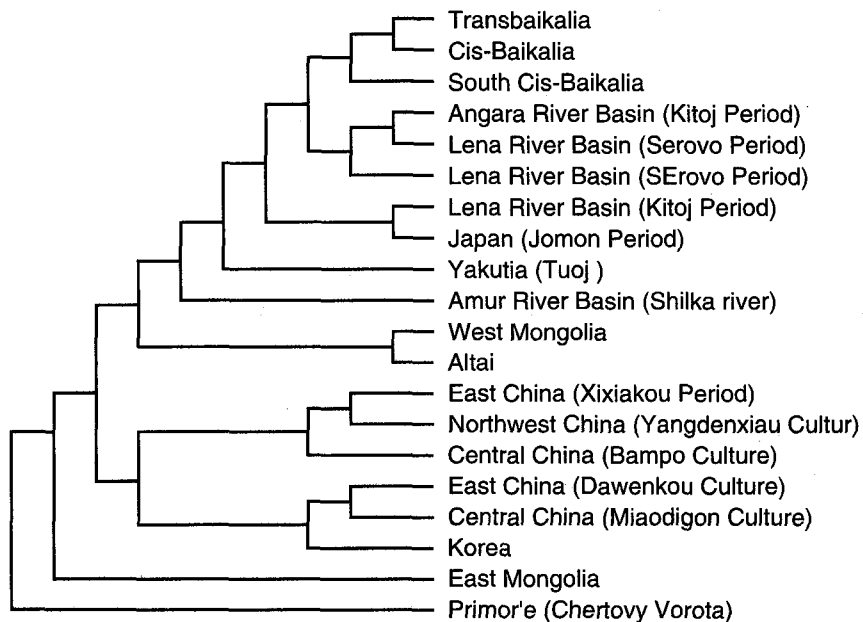 Transbaikalia
Cis-Baikalia
South Cis-Baikalia
Angara River Basin (Kitoj Period)
Lena River Basin (Serovo Period)
Lena River Basin (SErovo Period)
Lena River Basin (Kitoj Period)
Japan (Jomon Period)
Yakutia (Tuoj )
Amur River Basin (Shilka river)
West Mongolia
Altai
East China (Xixiakou Period)
Northwest China (Yangdenxiau Cultur)
Central China (Bampo Culture)
East China (Dawenkou Culture)
Central China (Miaodigon Culture)
Korea
East Mongolia
Primor'e (Chertovy Vorota)